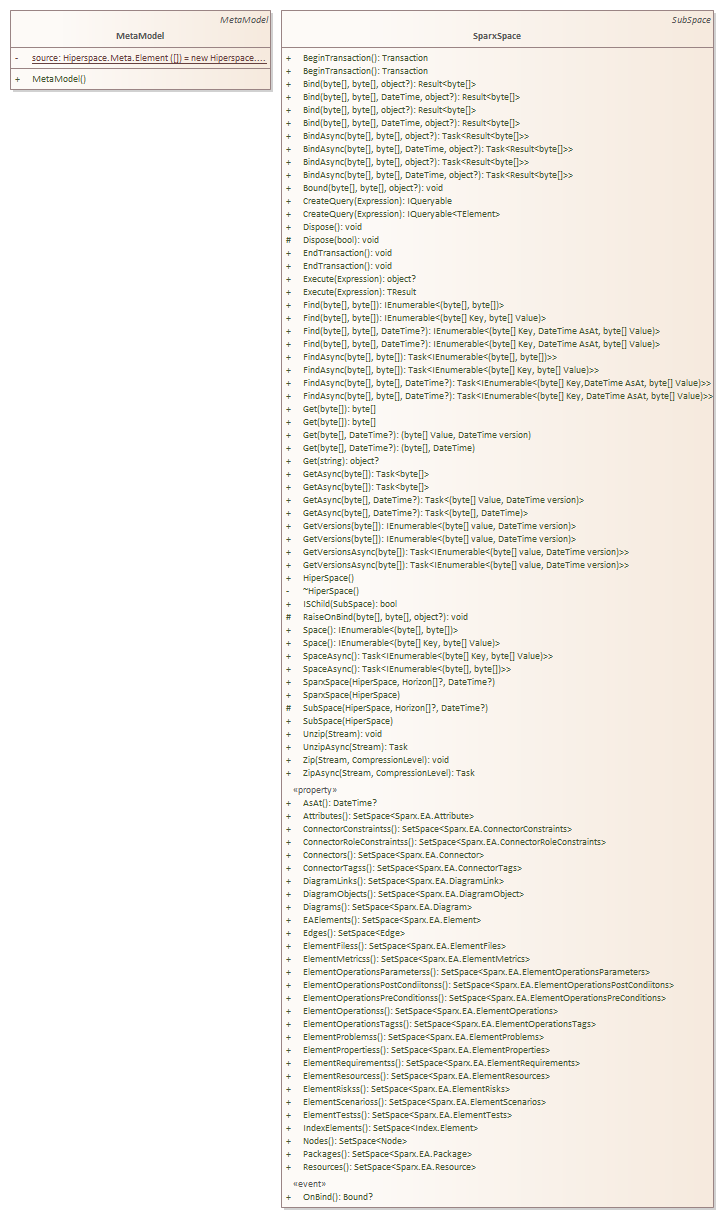 MetaModel
MetaModel
- source: Hiperspace.Meta.Element ([]) = new Hiperspace....
+ MetaModel()
SubSpace
SparxSpace
+ BeginTransaction(): Transaction
+ BeginTransaction(): Transaction
+ Bind(byte[], byte[], object?): Result<byte[]>
+ Bind(byte[], byte[], DateTime, object?): Result<byte[]>
+ Bind(byte[], byte[], object?): Result<byte[]>
+ Bind(byte[], byte[], DateTime, object?): Result<byte[]>
+ BindAsync(byte[], byte[], object?): Task<Result<byte[]>>
+ BindAsync(byte[], byte[], DateTime, object?): Task<Result<byte[]>>
+ BindAsync(byte[], byte[], object?): Task<Result<byte[]>>
+ BindAsync(byte[], byte[], DateTime, object?): Task<Result<byte[]>>
+ Bound(byte[], byte[], object?): void
+ CreateQuery(Expression): IQueryable
+ CreateQuery(Expression): IQueryable<TElement>
+ Dispose(): void
# Dispose(bool): void
+ EndTransaction(): void
+ EndTransaction(): void
+ Execute(Expression): object?
+ Execute(Expression): TResult
+ Find(byte[], byte[]): IEnumerable<(byte[], byte[])>
+ Find(byte[], byte[]): IEnumerable<(byte[] Key, byte[] Value)>
+ Find(byte[], byte[], DateTime?): IEnumerable<(byte[] Key, DateTime AsAt, byte[] Value)>
+ Find(byte[], byte[], DateTime?): IEnumerable<(byte[] Key, DateTime AsAt, byte[] Value)>
+ FindAsync(byte[], byte[]): Task<IEnumerable<(byte[], byte[])>>
+ FindAsync(byte[], byte[]): Task<IEnumerable<(byte[] Key, byte[] Value)>
+ FindAsync(byte[], byte[], DateTime?): Task<IEnumerable<(byte[] Key,DateTime AsAt, byte[] Value)>>
+ FindAsync(byte[], byte[], DateTime?): Task<IEnumerable<(byte[] Key, DateTime AsAt, byte[] Value)>>
+ Get(byte[]): byte[]
+ Get(byte[]): byte[]
+ Get(byte[], DateTime?): (byte[] Value, DateTime version)
+ Get(byte[], DateTime?): (byte[], DateTime)
+ Get(string): object?
+ GetAsync(byte[]): Task<byte[]>
+ GetAsync(byte[]): Task<byte[]>
+ GetAsync(byte[], DateTime?): Task<(byte[] Value, DateTime version)>
+ GetAsync(byte[], DateTime?): Task<(byte[], DateTime)>
+ GetVersions(byte[]): IEnumerable<(byte[] value, DateTime version)>
+ GetVersions(byte[]): IEnumerable<(byte[] value, DateTime version)>
+ GetVersionsAsync(byte[]): Task<IEnumerable<(byte[] value, DateTime version)>>
+ GetVersionsAsync(byte[]): Task<IEnumerable<(byte[] value, DateTime version)>>
+ HiperSpace()
- ~HiperSpace()
+ ISChild(SubSpace): bool
# RaiseOnBind(byte[], byte[], object?): void
+ Space(): IEnumerable<(byte[], byte[])>
+ Space(): IEnumerable<(byte[] Key, byte[] Value)>
+ SpaceAsync(): Task<IEnumerable<(byte[] Key, byte[] Value)>>
+ SpaceAsync(): Task<IEnumerable<(byte[], byte[])>>
+ SparxSpace(HiperSpace, Horizon[]?, DateTime?)
+ SparxSpace(HiperSpace)
# SubSpace(HiperSpace, Horizon[]?, DateTime?)
+ SubSpace(HiperSpace)
+ Unzip(Stream): void
+ UnzipAsync(Stream): Task
+ Zip(Stream, CompressionLevel): void
+ ZipAsync(Stream, CompressionLevel): Task
«property»
+ AsAt(): DateTime?
+ Attributes(): SetSpace<Sparx.EA.Attribute>
+ ConnectorConstraintss(): SetSpace<Sparx.EA.ConnectorConstraints>
+ ConnectorRoleConstraintss(): SetSpace<Sparx.EA.ConnectorRoleConstraints>
+ Connectors(): SetSpace<Sparx.EA.Connector>
+ ConnectorTagss(): SetSpace<Sparx.EA.ConnectorTags>
+ DiagramLinks(): SetSpace<Sparx.EA.DiagramLink>
+ DiagramObjects(): SetSpace<Sparx.EA.DiagramObject>
+ Diagrams(): SetSpace<Sparx.EA.Diagram>
+ EAElements(): SetSpace<Sparx.EA.Element>
+ Edges(): SetSpace<Edge>
+ ElementFiless(): SetSpace<Sparx.EA.ElementFiles>
+ ElementMetricss(): SetSpace<Sparx.EA.ElementMetrics>
+ ElementOperationsParameterss(): SetSpace<Sparx.EA.ElementOperationsParameters>
+ ElementOperationsPostCondiitonss(): SetSpace<Sparx.EA.ElementOperationsPostCondiitons>
+ ElementOperationsPreConditionss(): SetSpace<Sparx.EA.ElementOperationsPreConditions>
+ ElementOperationss(): SetSpace<Sparx.EA.ElementOperations>
+ ElementOperationsTagss(): SetSpace<Sparx.EA.ElementOperationsTags>
+ ElementProblemss(): SetSpace<Sparx.EA.ElementProblems>
+ ElementPropertiess(): SetSpace<Sparx.EA.ElementProperties>
+ ElementRequirementss(): SetSpace<Sparx.EA.ElementRequirements>
+ ElementResourcess(): SetSpace<Sparx.EA.ElementResources>
+ ElementRiskss(): SetSpace<Sparx.EA.ElementRisks>
+ ElementScenarioss(): SetSpace<Sparx.EA.ElementScenarios>
+ ElementTestss(): SetSpace<Sparx.EA.ElementTests>
+ IndexElements(): SetSpace<Index.Element>
+ Nodes(): SetSpace<Node>
+ Packages(): SetSpace<Sparx.EA.Package>
+ Resources(): SetSpace<Sparx.EA.Resource>
«event»
+ OnBind(): Bound?